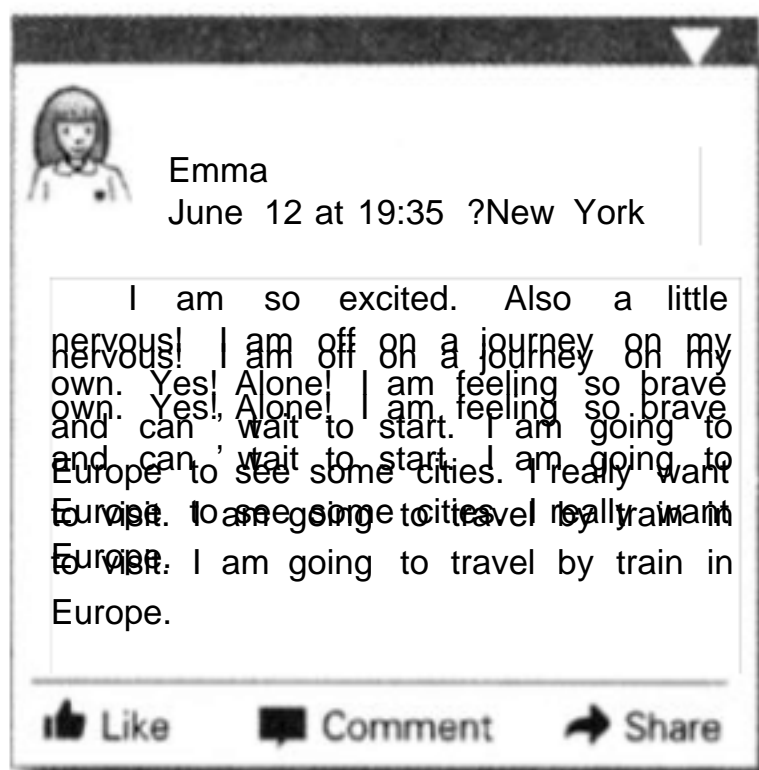 Emma
June 12 at 19:35 ?New York
I am so excited. Also a little
nervous! I am off on a journey on my
own. Yes! Alone! I am feeling so brave
and can ’ t wait to start. I am going to
Europe to see some cities. I really want
to visit. I am going to travel by train in
Europe.
Like Comment Share